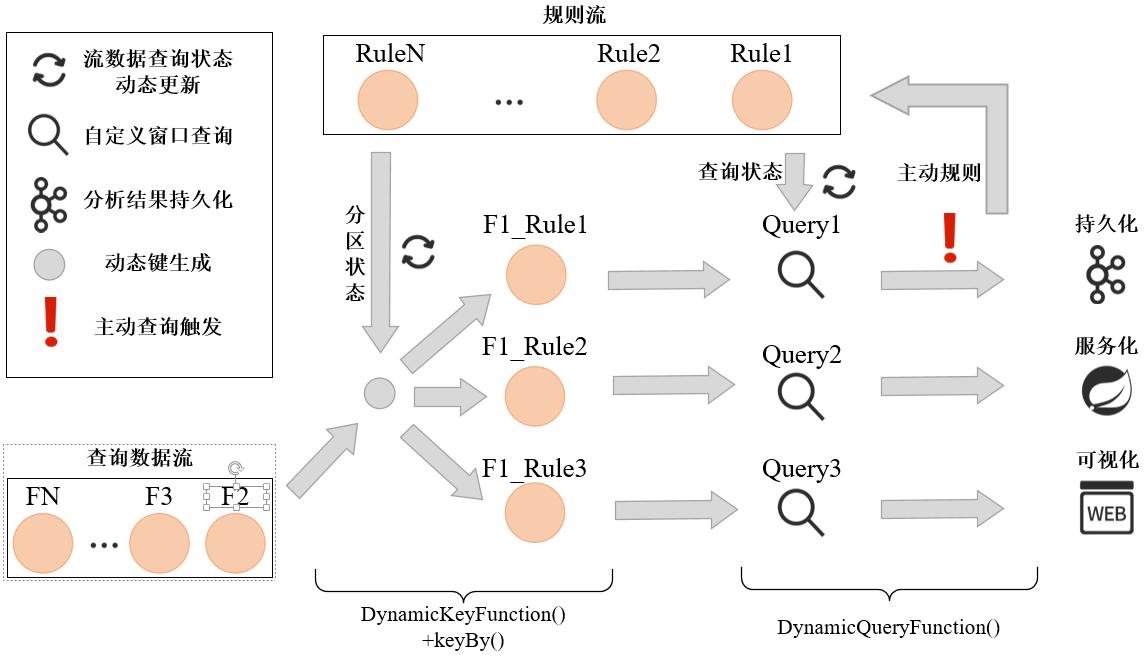 规则流
流数据查询状态
动态更新
自定义窗口查询
分析结果持久化
动态键生成
主动查询触发
RuleN
...
Rule2
Rule1
查询状态
主动规则
分区状态
F1_Rule1
Query1
持久化
F1_Rule2
Query2
服务化
查询数据流
FN
...
F3
F2
F1_Rule3
Query3
可视化
WEB
DynamicKeyFunction()
+keyBy()
DynamicQueryFunction()